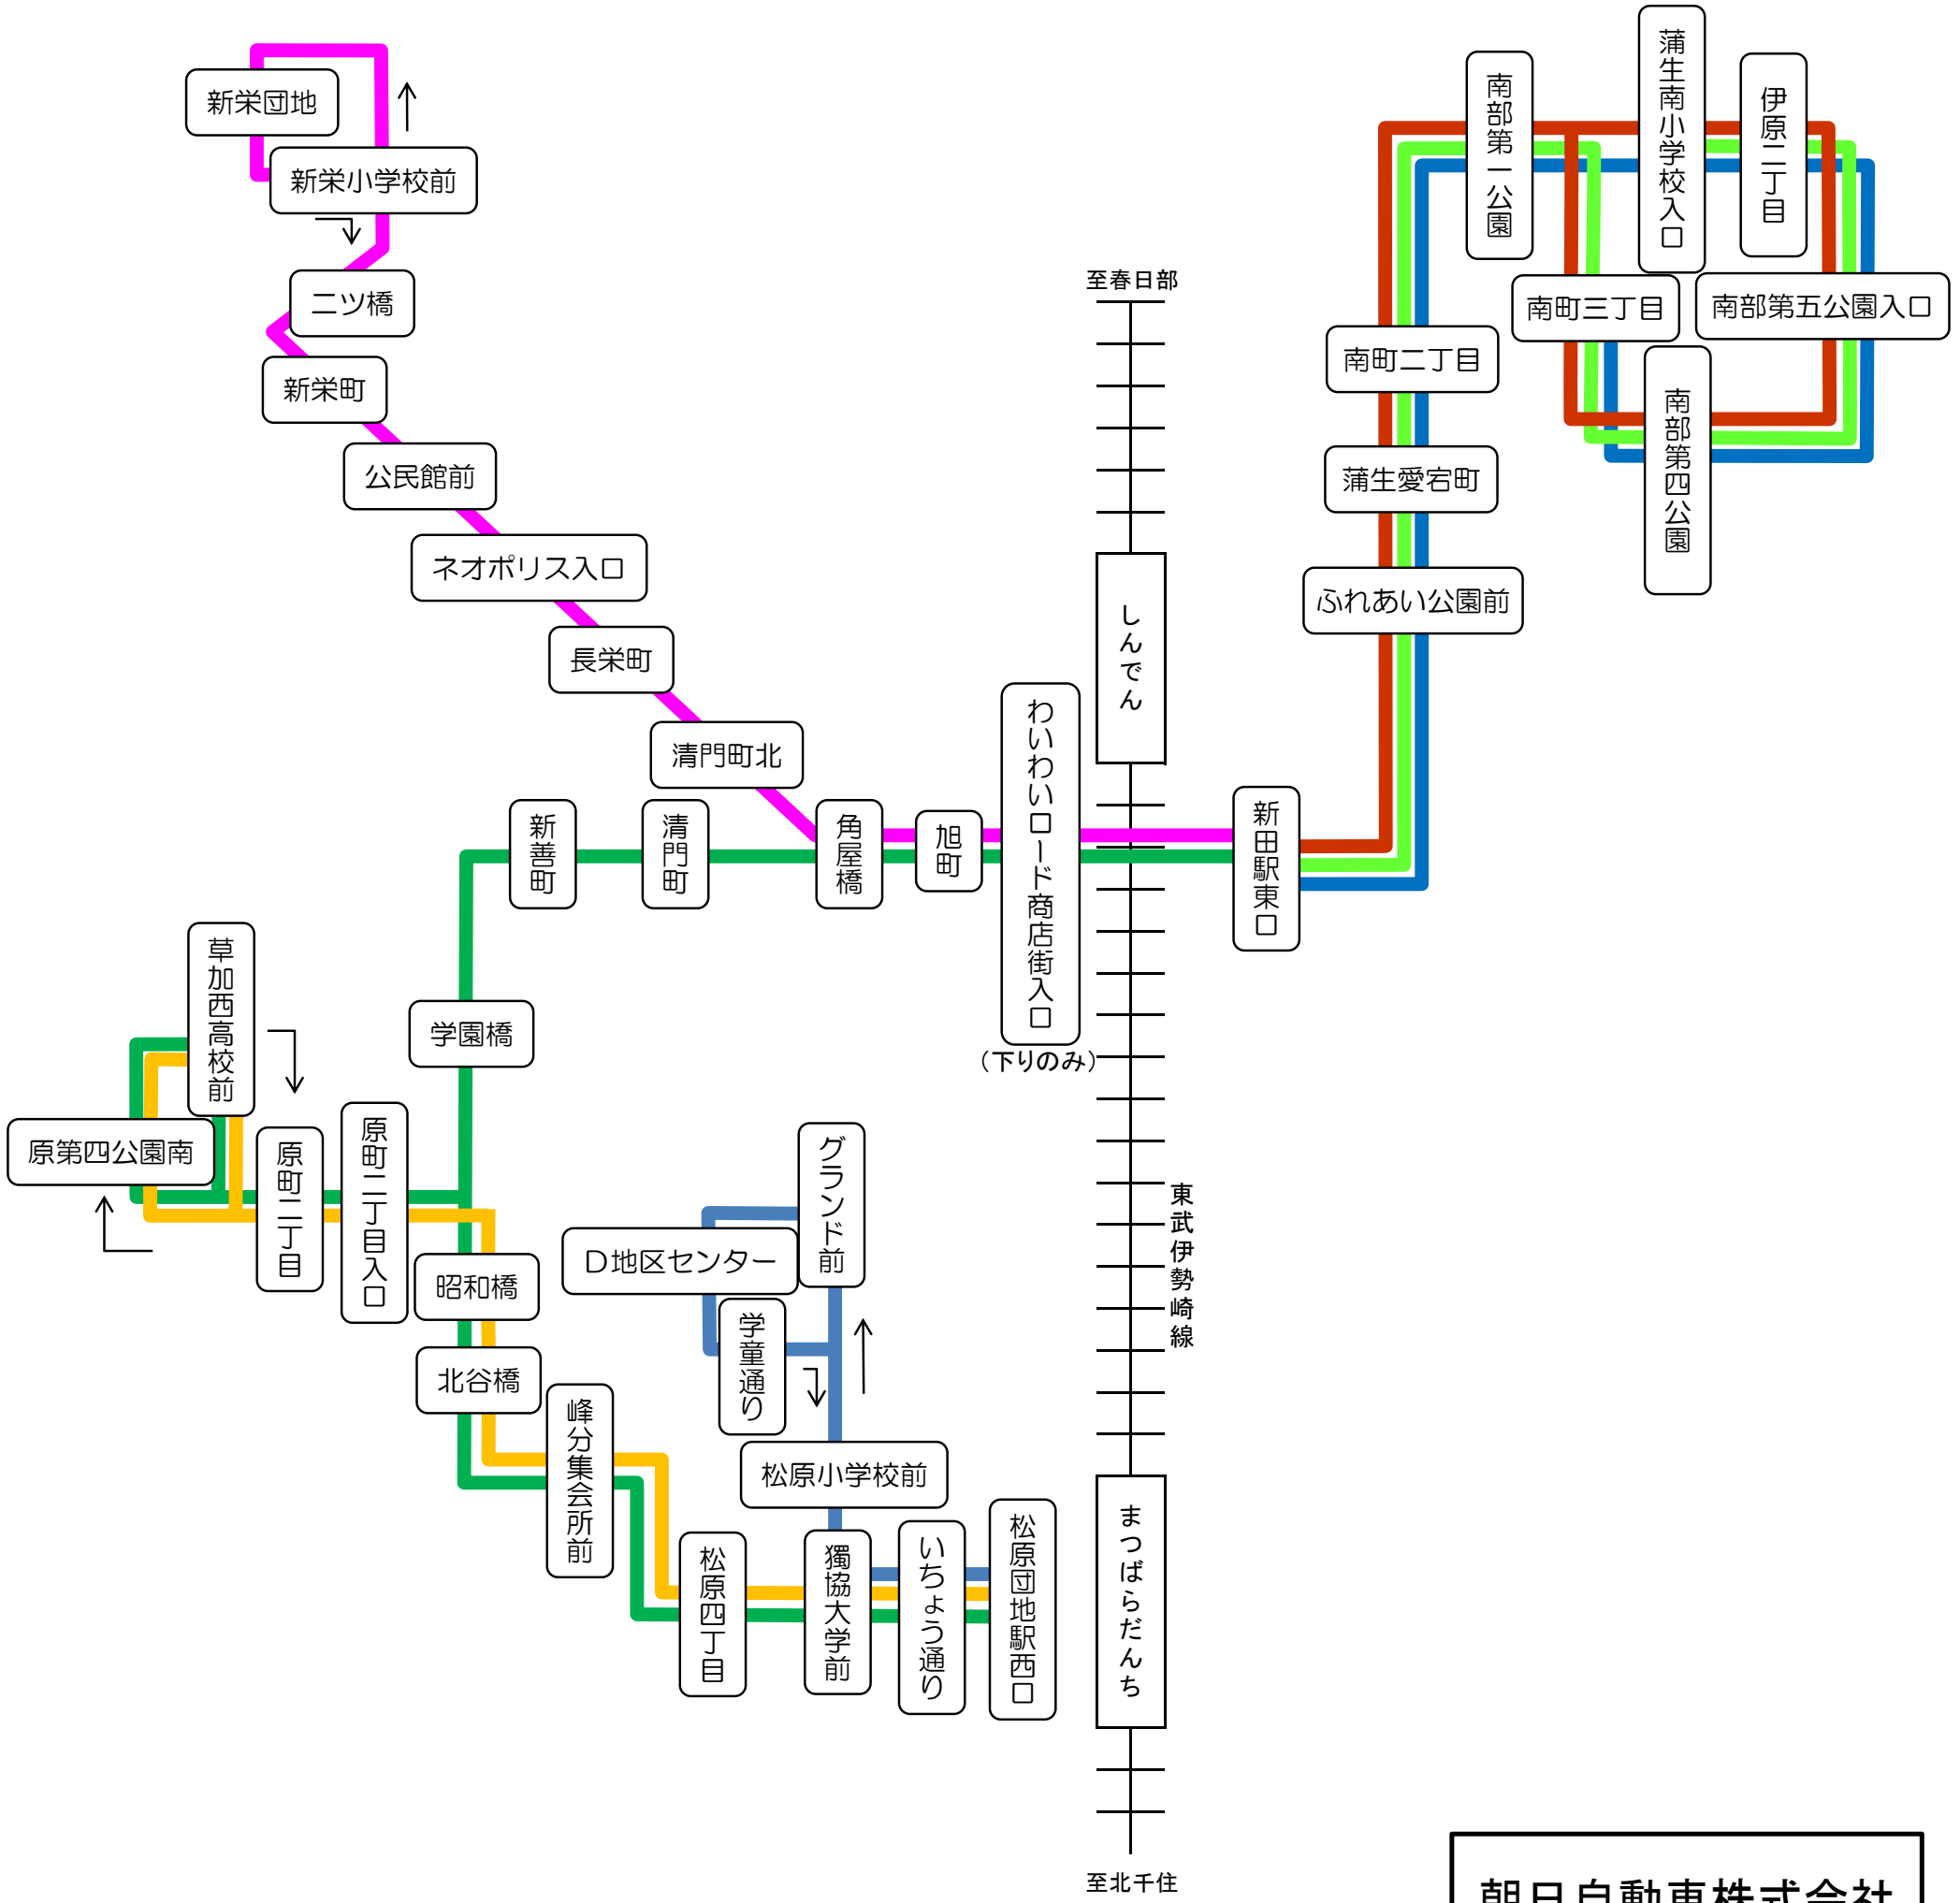 新栄団地
新栄小学校前
二ツ橋
新栄町
公民館前
ネオポリス入口
長栄町
清門町北
新善町
清門町
角屋橋
旭町
わいわいロード商店街入口
(下りのみ)
至春日部
しんでん
新田駅東口
ふれあい公園前
蒲生愛宕町
南町二丁目
南部第一公園
蒲生南小学校入口
伊原二丁目
南町三丁目
南部第五公園入口
南部第四公園
草加西高校前
原第四公園南
原町二丁目
原町二丁目入口
学園橋
昭和橋
北谷橋
峰分集会所前
松原四丁目
グランド前
D地区センター
学童通り
松原小学校前
獨協大学前
いちょう通り
松原団地駅西口
東武伊勢崎線
まつばらだんち
至北千住
朝日自動車株式会社